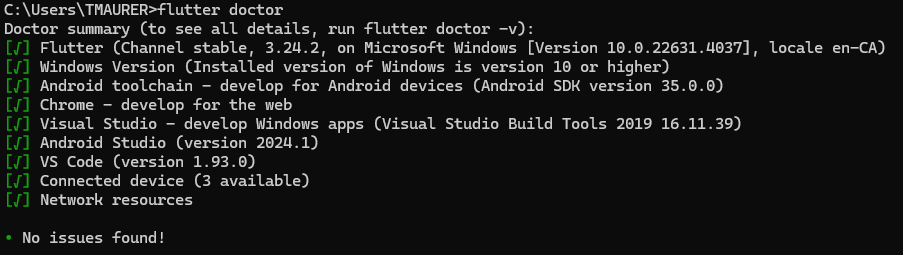 C:\Users\TMAURER>flutter doctor
Doctor summary (to see all details, run flutter doctor -v):
[√] Flutter (Channel stable, 3.24.2, on Microsoft Windows [Version 10.0.22631.4037], locale en-CA)
[√] Windows Version (Installed version of Windows is version 10 or higher)
[√] Android toolchain - develop for Android devices (Android SDK version 35.0.0)
[√] Chrome - develop for the web
[√] Visual Studio - develop Windows apps (Visual Studio Build Tools 2019 16.11.39)
[√] Android Studio (version 2024.1)
[√] VS Code (version 1.93.0)
[√] Connected device (3 available)
[√] Network resources
• No issues found!